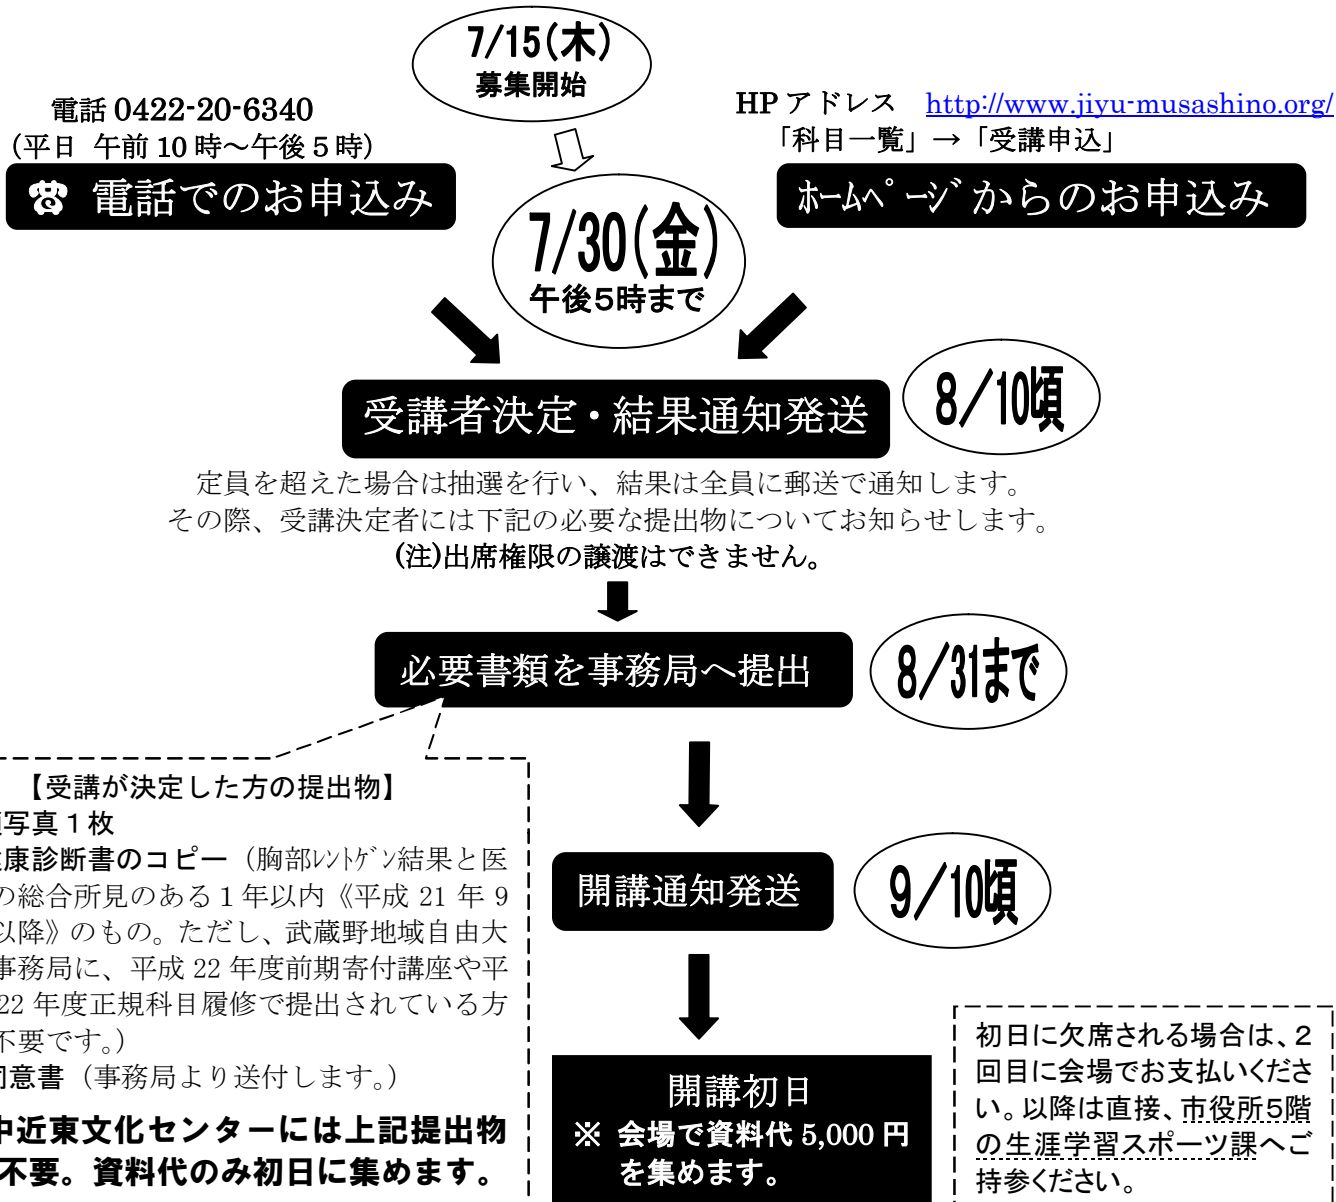 7/15(木)
募集開始
電話 0422-20-6340
(平日 午前 10 時～午後 5 時)
☎ 電話でのお申込み
HP アドレス http://www.jiyu-musashino.org/
「科目一覧」→「受講申込」
ﾎｰﾑﾍﾟｰｼﾞからのお申込み
7/30(金)
午後5時まで
受講者決定・結果通知発送
8／10頃
定員を超えた場合は抽選を行い、結果は全員に郵送で通知します。
その際、受講決定者には下記の必要な提出物についてお知らせします。
(注)出席権限の譲渡はできません。
必要書類を事務局へ提出
8／31まで
【受講が決定した方の提出物】
写真 1 枚
康診断書のコピー（胸部ﾚﾝﾄｹﾞﾝ結果と医
の総合所見のある 1 年以内《平成 21 年 9
以降》のもの。ただし、武蔵野地域自由大
事務局に、平成 22 年度前期寄付講座や平
22 年度正規科目履修で提出されている方
不要です。）
同意書（事務局より送付します。）
中近東文化センターには上記提出物
不要。資料代のみ初日に集めます。
開講通知発送
9／10頃
開講初日
※ 会場で資料代 5,000 円
を集めます。
初日に欠席される場合は、2
回目に会場でお支払いくださ
い。以降は直接、市役所5階
の生涯学習スポーツ課へご
持参ください。